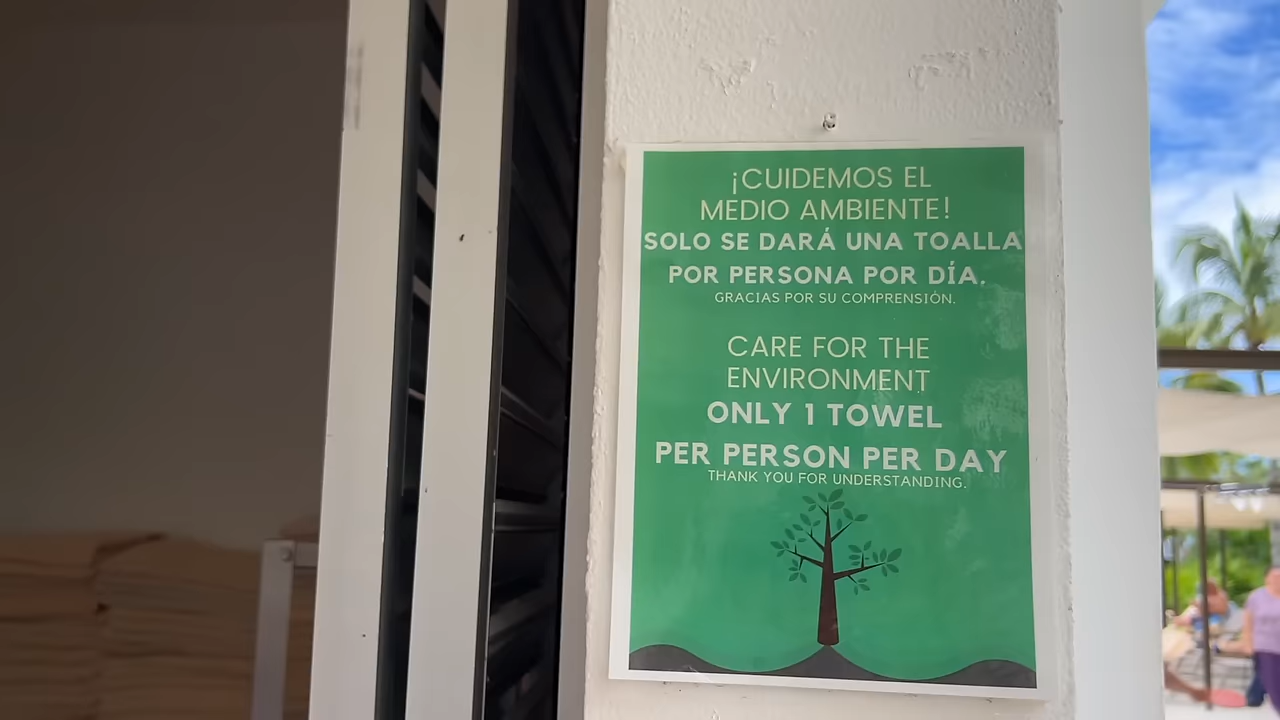 ¡CUIDEMOS EL
MEDIO AMBIENTE!
SOLO SE DARÁ UNA TOALLA
POR PERSONA POR DÍA.
GRACIAS POR SU COMPRENSIÓN.
CARE FOR THE
ENVIRONMENT
ONLY 1 TOWEL
PER PERSON PER DAY
THANK YOU FOR UNDERSTANDING.